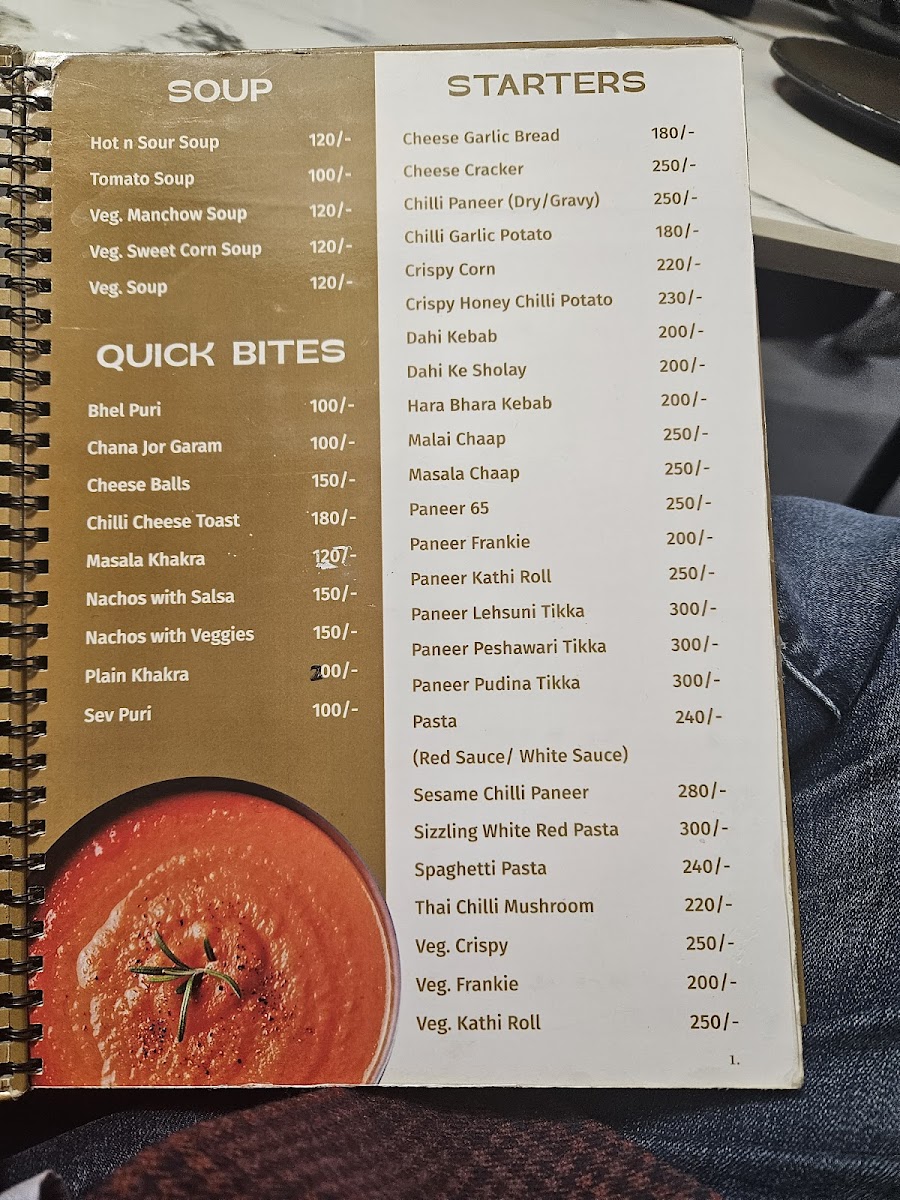 SOUP
Hot n Sour Soup 120/-
Tomato Soup 100/-
Veg. Manchow Soup 120/-
Veg. Sweet Corn Soup 120/-
Veg. Soup 120/-
QUICK BITES
Bhel Puri 100/-
Chana Jor Garam 100/-
Cheese Balls 150/-
Chilli Cheese Toast 180/-
Masala Khakra 120/-
Nachos with Salsa 150/-
Nachos with Veggies 150/-
Plain Khakra 200/-
Sev Puri 100/-
STARTERS
Cheese Garlic Bread 180/-
Cheese Cracker 250/-
Chilli Paneer (Dry/Gravy) 250/-
Chilli Garlic Potato 180/-
Crispy Corn 220/-
Crispy Honey Chilli Potato 230/-
Dahi Kebab 200/-
Dahi Ke Sholay 200/-
Hara Bhara Kebab 200/-
Malai Chaap 250/-
Masala Chaap 250/-
Paneer 65 250/-
Paneer Frankie 200/-
Paneer Kathi Roll 250/-
Paneer Lehsuni Tikka 300/-
Paneer Peshawari Tikka 300/-
Paneer Pudina Tikka 300/-
Pasta 240/-
(Red Sauce/ White Sauce)
Sesame Chilli Paneer 280/-
Sizzling White Red Pasta 300/-
Spaghetti Pasta 240/-
Thai Chilli Mushroom 220/-
Veg. Crispy 250/-
Veg. Frankie 200/-
Veg. Kathi Roll 250/-
1.